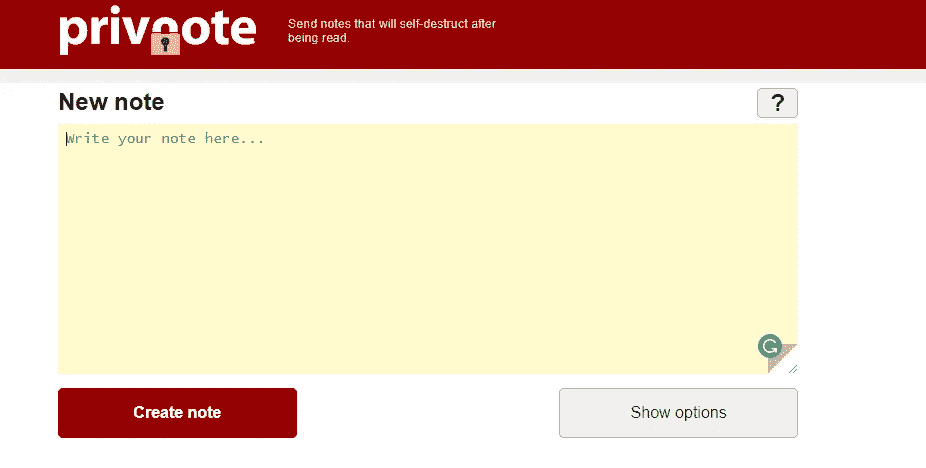 privnote
Send notes that will self-destruct after
being read.
New note
?
Write your note here...
Create note
Show options